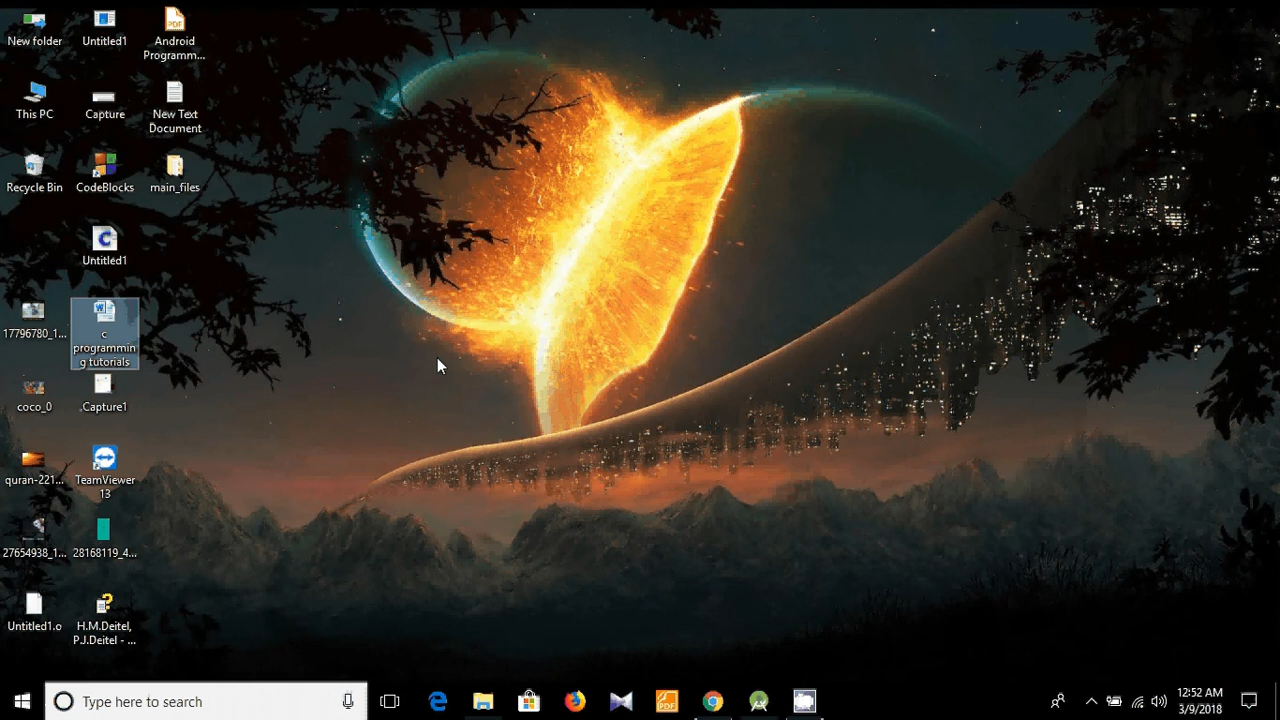 New folder
Untitled1
Android
Programm...
This PC
Capture
New Text
Document
Recycle Bin
CodeBlocks
main_files
Untitled1
17796780_1...
c
programmin
g tutorials
coco_0
Capture1
quran-221...
TeamViewer
13
27654938_1...
28168119_4...
Untitled1.o
H.M.Deitel,
P.J.Deitel - ...
Type here to search
PDF
12:52 AM
3/9/2018